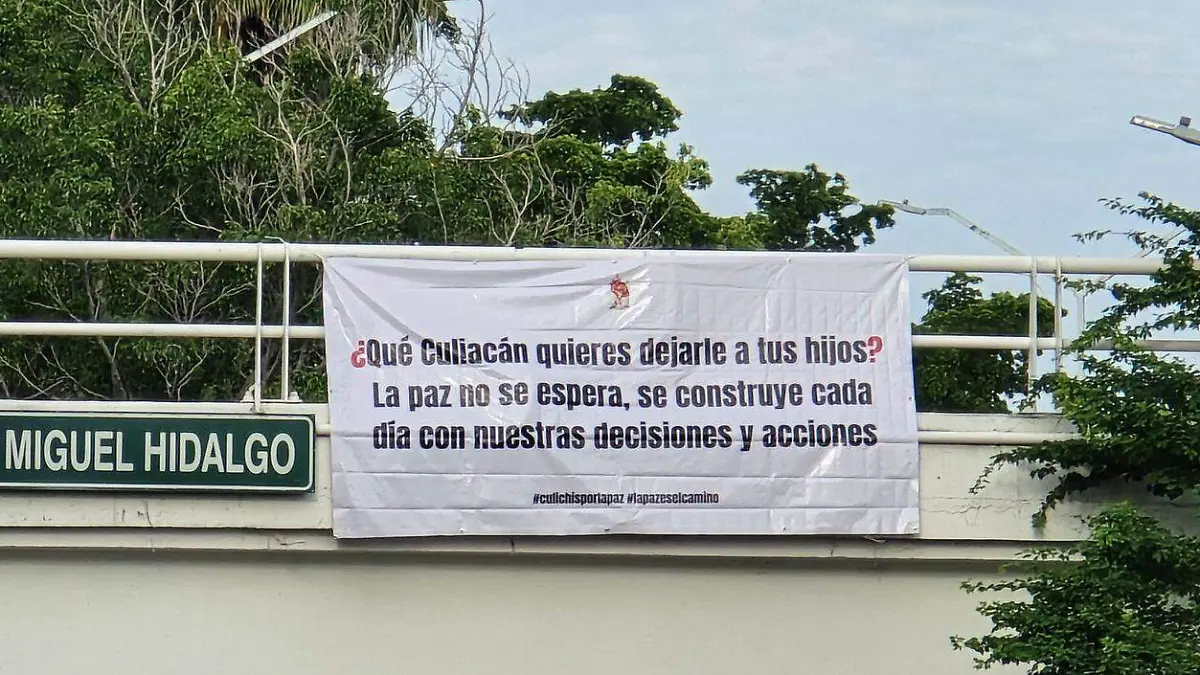 ¿Qué Culiacán quieres dejarle a tus hijos?
La paz no se espera, se construye cada
día con nuestras decisiones y acciones
#culichisporlapaz #lapazeselcamino
MIGUEL HIDALGO